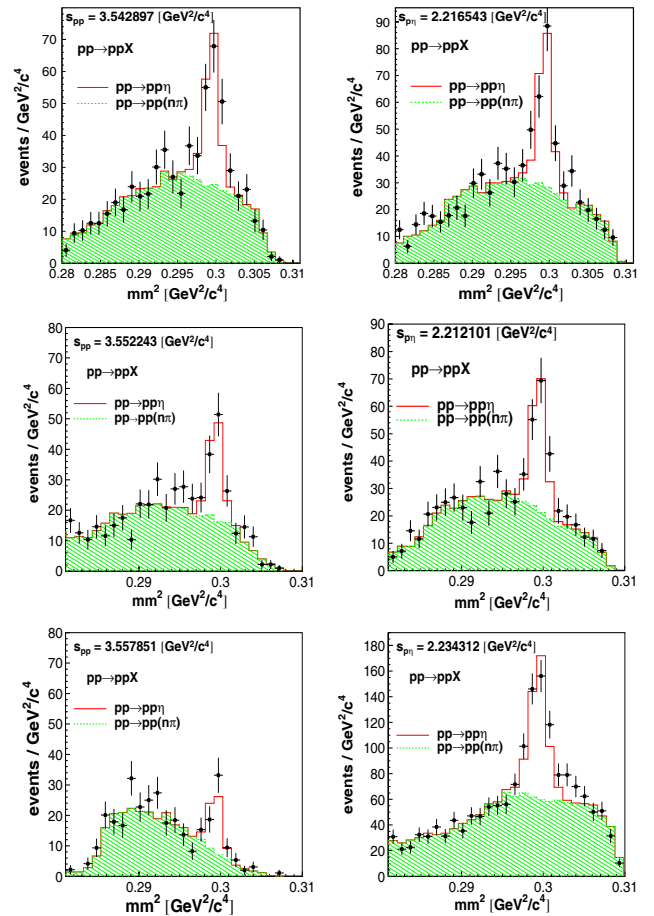 s_pp = 3.542897 [GeV²/c⁴]
pp→ppX
pp→ppη
pp→pp(nπ)
events / GeV²/c⁴
70
60
50
40
30
20
10
0
0.28 0.285 0.29 0.295 0.3 0.305 0.31
mm² [GeV²/c⁴]
s_pη = 2.216543 [GeV²/c⁴]
pp→ppX
pp→ppη
pp→pp(nπ)
events / GeV²/c⁴
90
80
70
60
50
40
30
20
10
0
0.28 0.285 0.29 0.295 0.3 0.305 0.31
mm² [GeV²/c⁴]
s_pp = 3.552243 [GeV²/c⁴]
pp→ppX
pp→ppη
pp→pp(nπ)
events / GeV²/c⁴
80
70
60
50
40
30
20
10
0
0.29 0.3 0.31
mm² [GeV²/c⁴]
s_pη = 2.212101 [GeV²/c⁴]
pp→ppX
pp→ppη
pp→pp(nπ)
events / GeV²/c⁴
90
80
70
60
50
40
30
20
10
0
0.29 0.3 0.31
mm² [GeV²/c⁴]
s_pp = 3.557851 [GeV²/c⁴]
pp→ppX
pp→ppη
pp→pp(nπ)
events / GeV²/c⁴
80
70
60
50
40
30
20
10
0
0.29 0.3 0.31
mm² [GeV²/c⁴]
s_pη = 2.234312 [GeV²/c⁴]
pp→ppX
pp→ppη
pp→pp(nπ)
events / GeV²/c⁴
180
160
140
120
100
80
60
40
20
0
0.29 0.3 0.31
mm² [GeV²/c⁴]